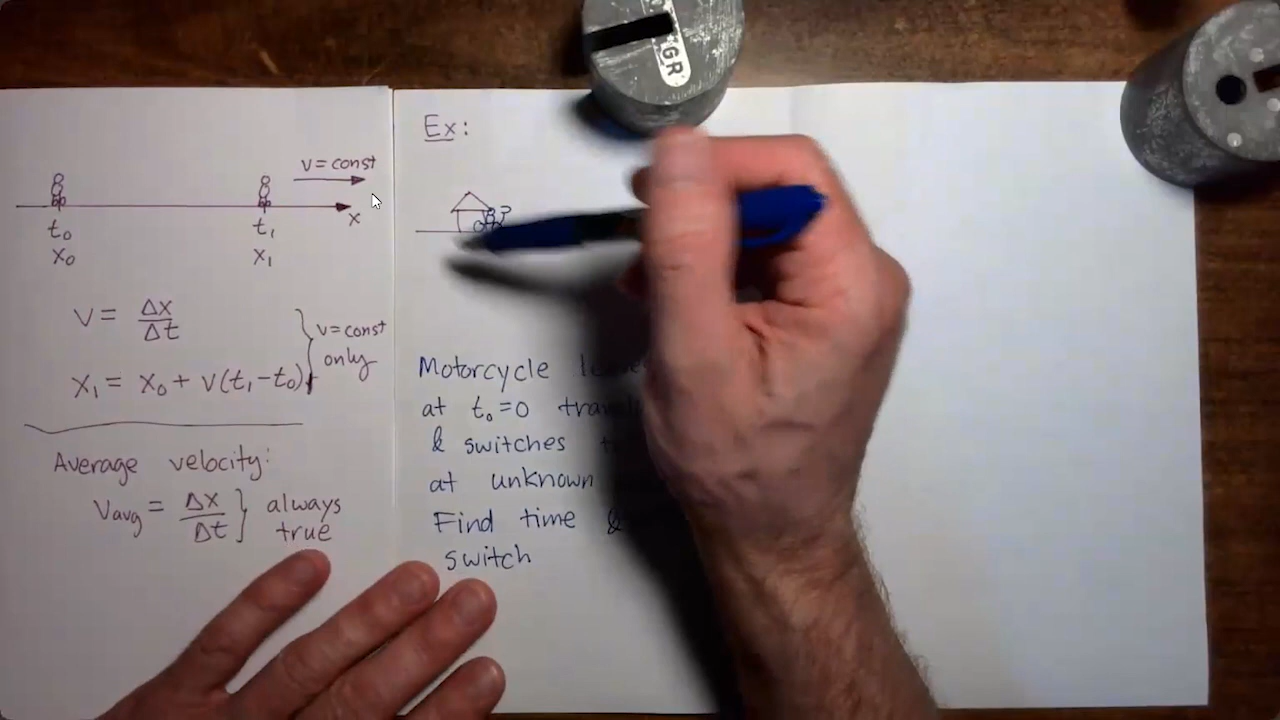 v = const
x
t₀ t₁
x₀ x₁
v = Δx/Δt
x₁ = x₀ + v(t₁-t₀)
v = const
only
Average velocity:
Vavg = Δx/Δt } always
true
Ex:
Motorcycle
at t₀=0
& switches
at unknown
Find time &
switch
GR